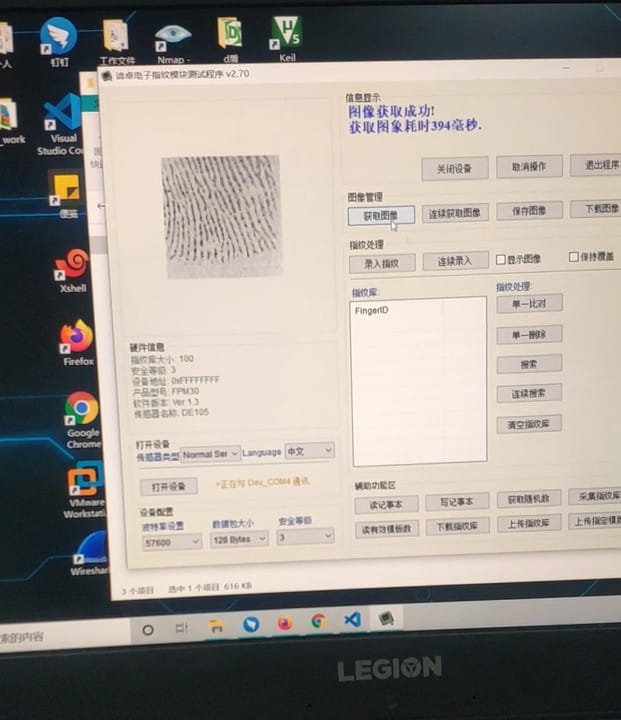 钉钉
工作文件
Nmap -
d盾
Keil
_work
Visual
Studio Co
便笺
Xshell
Firefox
Google
Chrome
VMware
Workstati
Wireshar
电子指纹模块测试程序 v2.70
信息显示
图像获取成功!
获取图象耗时394毫秒.
关闭设备
取消操作
退出程序
图像管理
获取图像
连续获取图像
保存图像
下载图像
指纹处理
录入指纹
连续录入
显示图像
保持覆盖
指纹库:
FingerID
指纹处理:
单一比对
单一删除
搜索
连续搜索
清空指纹库
硬件信息
指纹库大小: 100
安全等级: 3
设备地址: 0xFFFFFFFF
产品型号: FPM30
软件版本: Ver 1.3
传感器名称: DE105
打开设备
传感器类型 Normal Ser Language 中文
打开设备
*正在与 Dev_COM4 通讯
设备配置
波特率设置 数据包大小 安全等级
57600 128 Bytes 3
辅助功能区
读记事本
写记事本
获取随机数
采集指纹库
读有效模板数
下载指纹库
上传指纹库
上传指定模
3 个项目 选中 1 个项目 616 KB
索的内容
LEGION